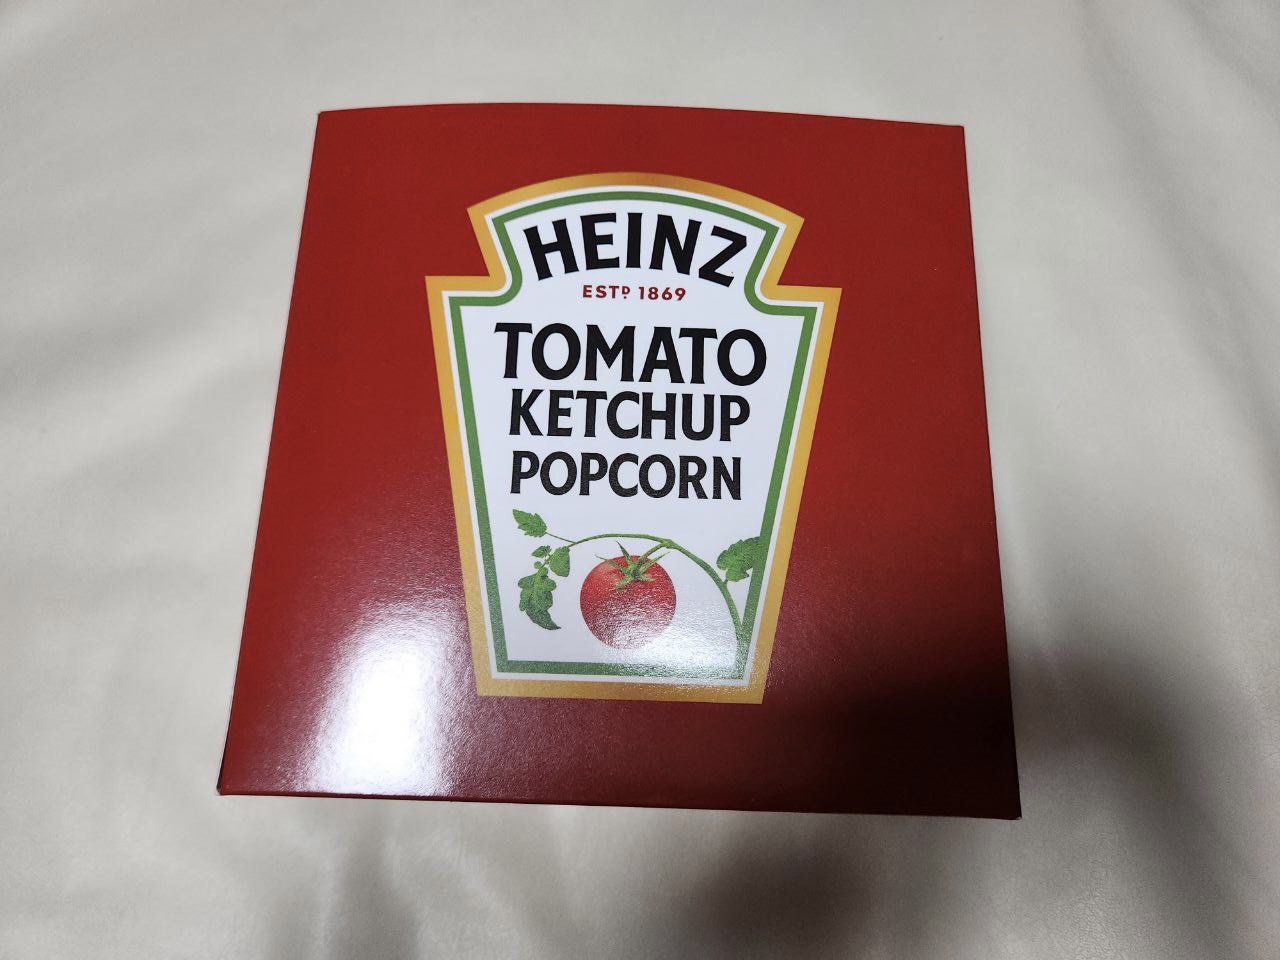 HEINZ
ESTD 1869
TOMATO
KETCHUP
POPCORN